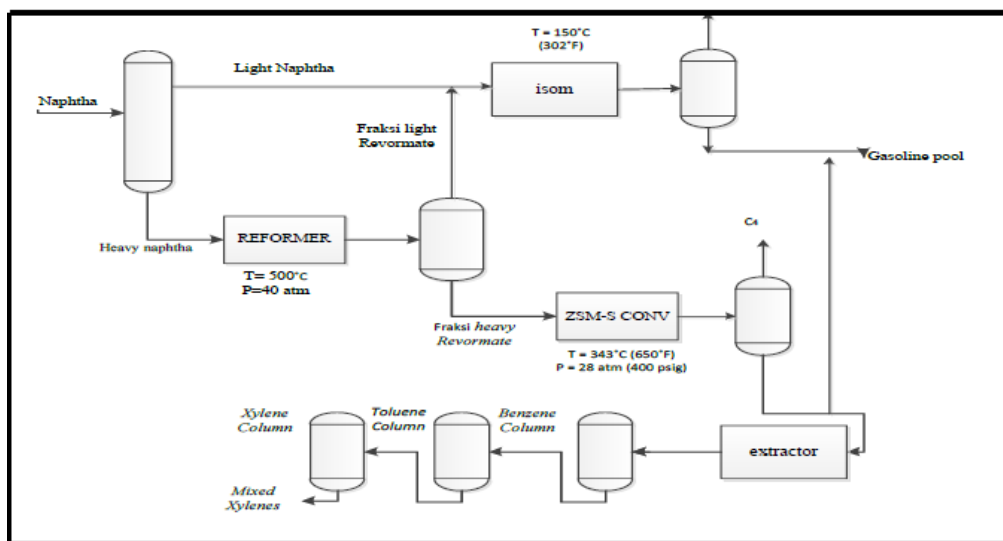 T = 150°C
(302°F)
Light Naphtha
isom
Naphtha
Fraksi light
Revormate
Gasoline pool
C4
Heavy naphtha
REFORMER
T= 500°C
P=40 atm
ZSM-S CONV
Fraksi heavy
Revormate
T = 343°C (650°F)
P = 28 atm (400 psig)
Xylene
Column
Toluene
Column
Benzene
Column
extractor
Mixed
Xylenes